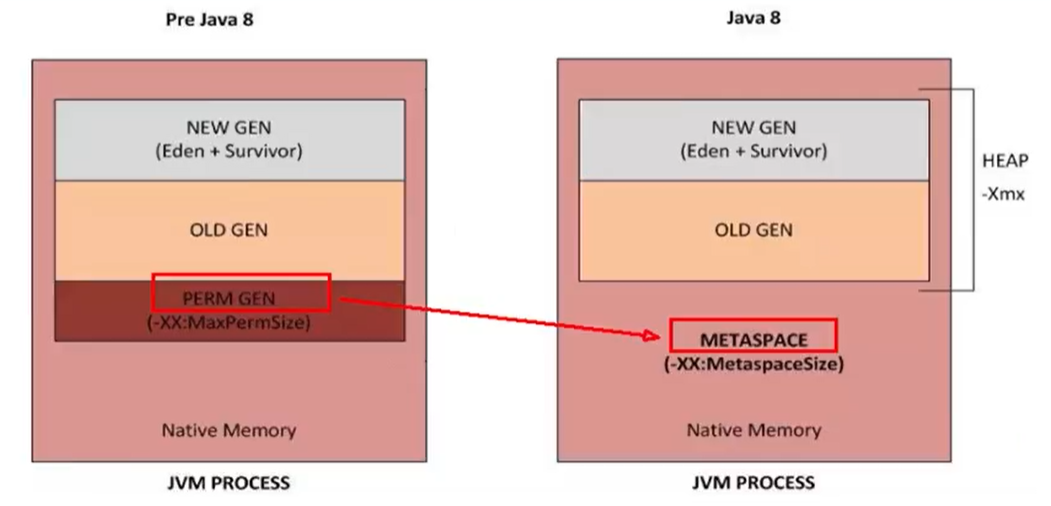 Pre Java 8
NEW GEN
(Eden + Survivor)
OLD GEN
PERM GEN
(-XX:MaxPermSize)
Native Memory
JVM PROCESS
Java 8
NEW GEN
(Eden + Survivor)
OLD GEN
HEAP
-Xmx
METASPACE
(-XX:MetaspaceSize)
Native Memory
JVM PROCESS